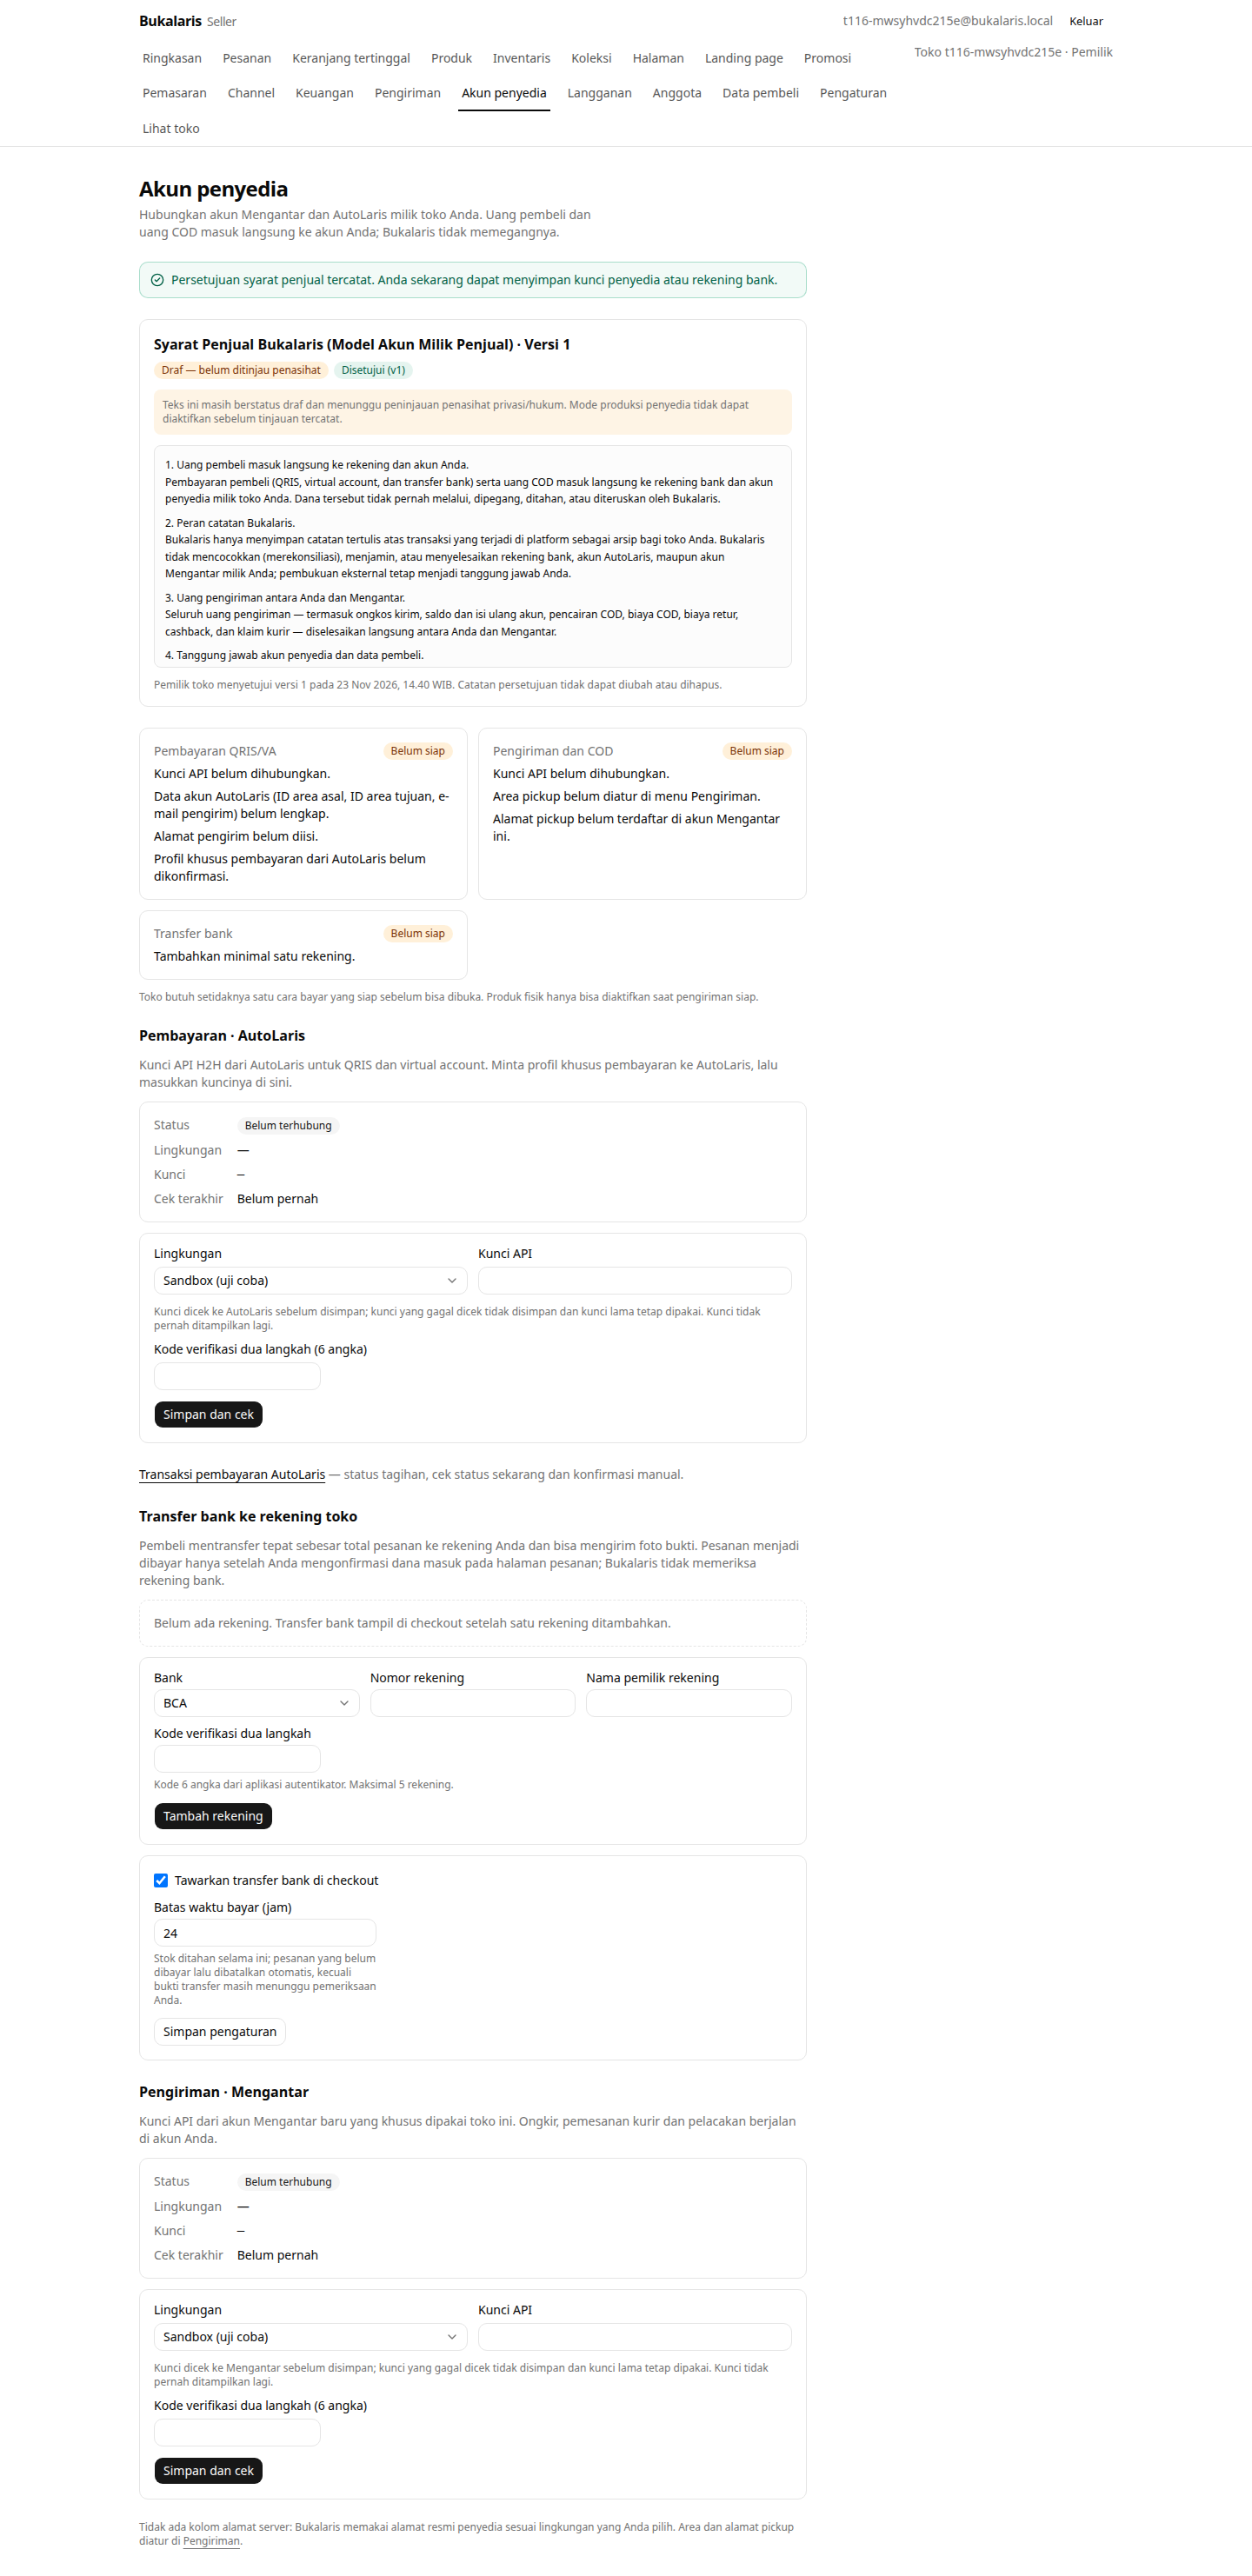 Bukalaris Seller
t116-mwsyhvdc215e@bukalaris.local Keluar
Ringkasan Pesanan Keranjang tertinggal Produk Inventaris Koleksi Halaman Landing page Promosi
Toko t116-mwsyhvdc215e · Pemilik
Pemasaran Channel Keuangan Pengiriman Akun penyedia Langganan Anggota Data pembeli Pengaturan
Lihat toko
Akun penyedia
Hubungkan akun Mengantar dan AutoLaris milik toko Anda. Uang pembeli dan
uang COD masuk langsung ke akun Anda; Bukalaris tidak memegangnya.
Persetujuan syarat penjual tercatat. Anda sekarang dapat menyimpan kunci penyedia atau rekening bank.
Syarat Penjual Bukalaris (Model Akun Milik Penjual) · Versi 1
Draf — belum ditinjau penasihat Disetujui (v1)
Teks ini masih berstatus draf dan menunggu peninjauan penasihat privasi/hukum. Mode produksi penyedia tidak dapat
diaktifkan sebelum tinjauan tercatat.
1. Uang pembeli masuk langsung ke rekening dan akun Anda.
Pembayaran pembeli (QRIS, virtual account, dan transfer bank) serta uang COD masuk langsung ke rekening bank dan akun
penyedia milik toko Anda. Dana tersebut tidak pernah melalui, dipegang, ditahan, atau diteruskan oleh Bukalaris.
2. Peran catatan Bukalaris.
Bukalaris hanya menyimpan catatan tertulis atas transaksi yang terjadi di platform sebagai arsip bagi toko Anda. Bukalaris
tidak mencocokkan (merekonsiliasi), menjamin, atau menyelesaikan rekening bank, akun AutoLaris, maupun akun
Mengantar milik Anda; pembukuan eksternal tetap menjadi tanggung jawab Anda.
3. Uang pengiriman antara Anda dan Mengantar.
Seluruh uang pengiriman — termasuk ongkos kirim, saldo dan isi ulang akun, pencairan COD, biaya COD, biaya retur,
cashback, dan klaim kurir — diselesaikan langsung antara Anda dan Mengantar.
4. Tanggung jawab akun penyedia dan data pembeli.
Pemilik toko menyetujui versi 1 pada 23 Nov 2026, 14.40 WIB. Catatan persetujuan tidak dapat diubah atau dihapus.
Pembayaran QRIS/VA Belum siap
Kunci API belum dihubungkan.
Data akun AutoLaris (ID area asal, ID area tujuan, e-
mail pengirim) belum lengkap.
Alamat pengirim belum diisi.
Profil khusus pembayaran dari AutoLaris belum
dikonfirmasi.
Pengiriman dan COD Belum siap
Kunci API belum dihubungkan.
Area pickup belum diatur di menu Pengiriman.
Alamat pickup belum terdaftar di akun Mengantar
ini.
Transfer bank Belum siap
Tambahkan minimal satu rekening.
Toko butuh setidaknya satu cara bayar yang siap sebelum bisa dibuka. Produk fisik hanya bisa diaktifkan saat pengiriman siap.
Pembayaran · AutoLaris
Kunci API H2H dari AutoLaris untuk QRIS dan virtual account. Minta profil khusus pembayaran ke AutoLaris, lalu
masukkan kuncinya di sini.
Status Belum terhubung
Lingkungan —
Kunci —
Cek terakhir Belum pernah
Lingkungan Kunci API
Sandbox (uji coba)
Kunci dicek ke AutoLaris sebelum disimpan; kunci yang gagal dicek tidak disimpan dan kunci lama tetap dipakai. Kunci tidak
pernah ditampilkan lagi.
Kode verifikasi dua langkah (6 angka)
Simpan dan cek
Transaksi pembayaran AutoLaris — status tagihan, cek status sekarang dan konfirmasi manual.
Transfer bank ke rekening toko
Pembeli mentransfer tepat sebesar total pesanan ke rekening Anda dan bisa mengirim foto bukti. Pesanan menjadi
dibayar hanya setelah Anda mengonfirmasi dana masuk pada halaman pesanan; Bukalaris tidak memeriksa
rekening bank.
Belum ada rekening. Transfer bank tampil di checkout setelah satu rekening ditambahkan.
Bank Nomor rekening Nama pemilik rekening
BCA
Kode verifikasi dua langkah
Kode 6 angka dari aplikasi autentikator. Maksimal 5 rekening.
Tambah rekening
Tawarkan transfer bank di checkout
Batas waktu bayar (jam)
24
Stok ditahan selama ini; pesanan yang belum
dibayar lalu dibatalkan otomatis, kecuali
bukti transfer masih menunggu pemeriksaan
Anda.
Simpan pengaturan
Pengiriman · Mengantar
Kunci API dari akun Mengantar baru yang khusus dipakai toko ini. Ongkir, pemesanan kurir dan pelacakan berjalan
di akun Anda.
Status Belum terhubung
Lingkungan —
Kunci —
Cek terakhir Belum pernah
Lingkungan Kunci API
Sandbox (uji coba)
Kunci dicek ke Mengantar sebelum disimpan; kunci yang gagal dicek tidak disimpan dan kunci lama tetap dipakai. Kunci tidak
pernah ditampilkan lagi.
Kode verifikasi dua langkah (6 angka)
Simpan dan cek
Tidak ada kolom alamat server: Bukalaris memakai alamat resmi penyedia sesuai lingkungan yang Anda pilih. Area dan alamat pickup
diatur di Pengiriman.